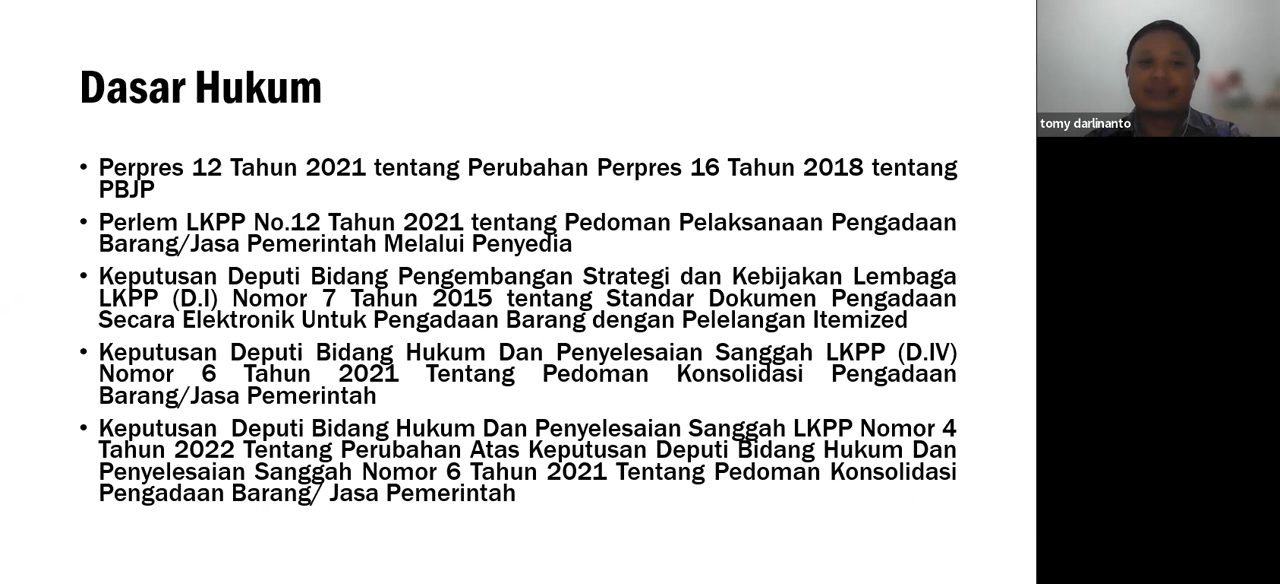 Dasar Hukum
• Perpres 12 Tahun 2021 tentang Perubahan Perpres 16 Tahun 2018 tentang
PBJP
• Perlem LKPP No.12 Tahun 2021 tentang Pedoman Pelaksanaan Pengadaan
Barang/Jasa Pemerintah Melalui Penyedia
• Keputusan Deputi Bidang Pengembangan Strategi dan Kebijakan Lembaga
LKPP (D.I) Nomor 7 Tahun 2015 tentang Standar Dokumen Pengadaan
Secara Elektronik Untuk Pengadaan Barang dengan Pelelangan Itemized
• Keputusan Deputi Bidang Hukum Dan Penyelesaian Sanggah LKPP (D.IV)
Nomor 6 Tahun 2021 Tentang Pedoman Konsolidasi Pengadaan
Barang/Jasa Pemerintah
• Keputusan Deputi Bidang Hukum Dan Penyelesaian Sanggah LKPP Nomor 4
Tahun 2022 Tentang Perubahan Atas Keputusan Deputi Bidang Hukum Dan
Penyelesaian Sanggah Nomor 6 Tahun 2021 Tentang Pedoman Konsolidasi
Pengadaan Barang/ Jasa Pemerintah
tomy darlinanto